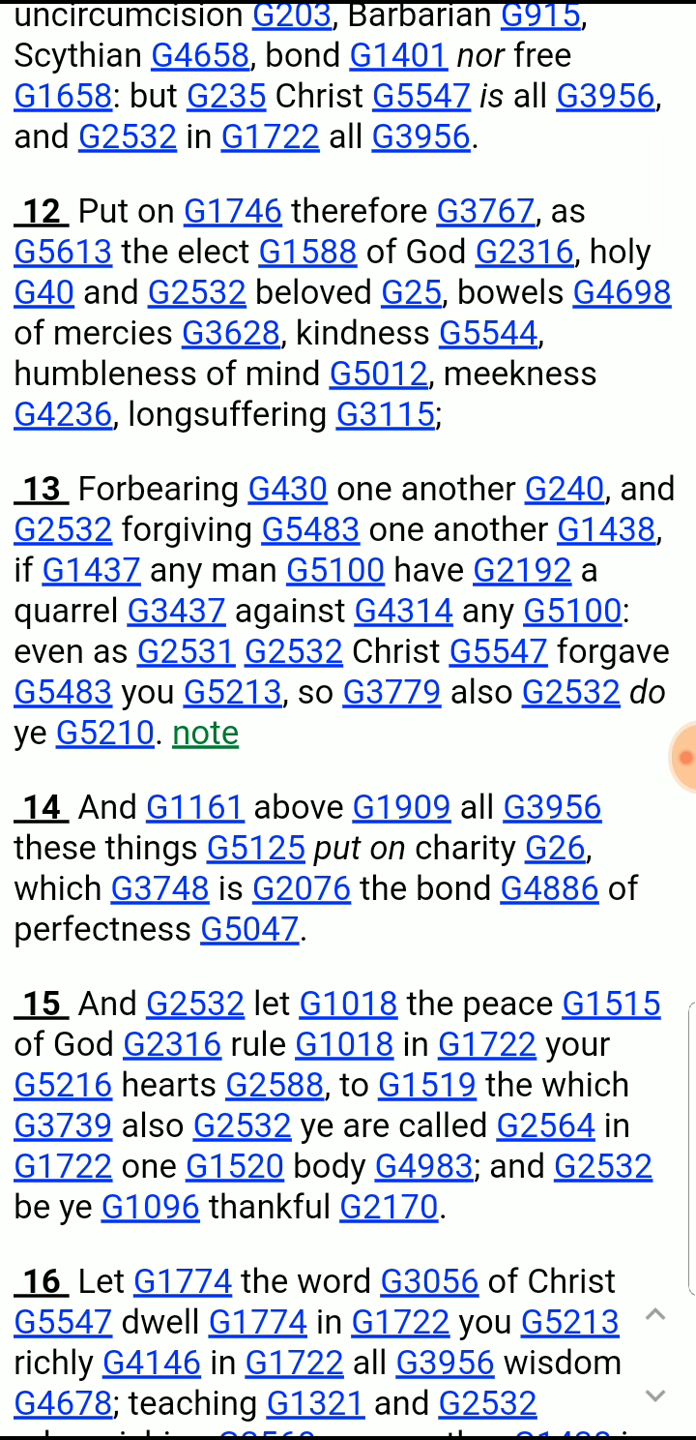 uncircumcision G203, Barbarian G915,
Scythian G4658, bond G1401 nor free
G1658: but G235 Christ G5547 is all G3956,
and G2532 in G1722 all G3956.
12 Put on G1746 therefore G3767, as
G5613 the elect G1588 of God G2316, holy
G40 and G2532 beloved G25, bowels G4698
of mercies G3628, kindness G5544,
humbleness of mind G5012, meekness
G4236, longsuffering G3115;
13 Forbearing G430 one another G240, and
G2532 forgiving G5483 one another G1438,
if G1437 any man G5100 have G2192 a
quarrel G3437 against G4314 any G5100:
even as G2531 G2532 Christ G5547 forgave
G5483 you G5213, so G3779 also G2532 do
ye G5210. note
14 And G1161 above G1909 all G3956
these things G5125 put on charity G26,
which G3748 is G2076 the bond G4886 of
perfectness G5047.
15 And G2532 let G1018 the peace G1515
of God G2316 rule G1018 in G1722 your
G5216 hearts G2588, to G1519 the which
G3739 also G2532 ye are called G2564 in
G1722 one G1520 body G4983; and G2532
be ye G1096 thankful G2170.
16 Let G1774 the word G3056 of Christ
G5547 dwell G1774 in G1722 you G5213
richly G4146 in G1722 all G3956 wisdom
G4678; teaching G1321 and G2532